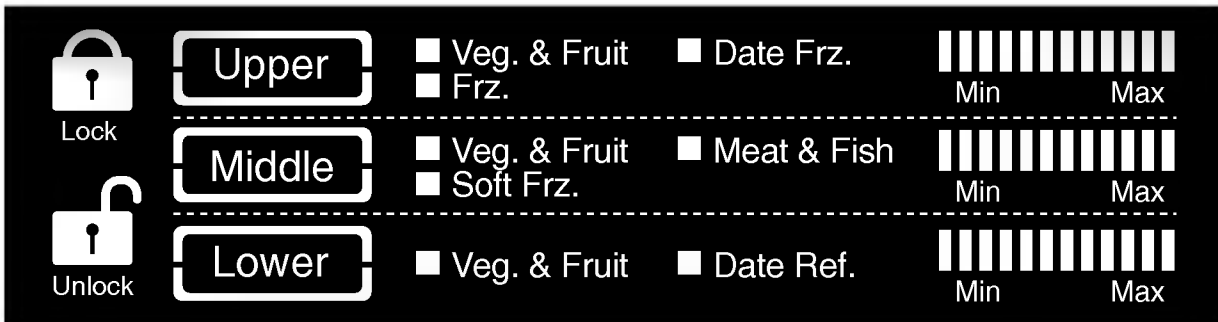 Lock
Upper
Veg. & Fruit
Date Frz.
Frz.
Min Max
Middle
Veg. & Fruit
Meat & Fish
Soft Frz.
Min Max
Unlock
Lower
Veg. & Fruit
Date Ref.
Min Max